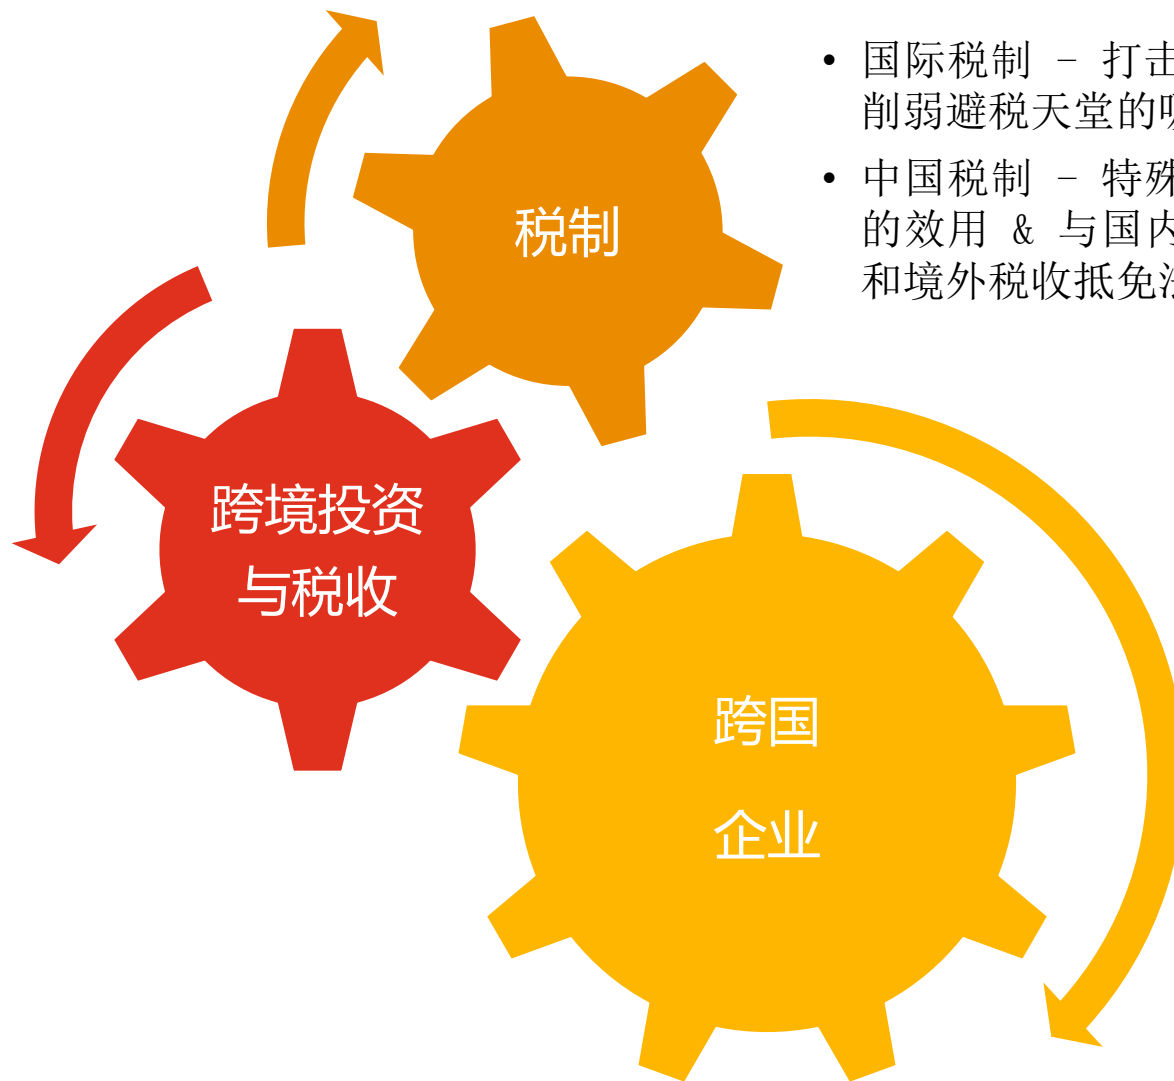 • 国际税制 - 打击
削弱避税天堂的
• 中国税制 - 特殊
的效用 & 与国内
和境外税收抵免
税制
跨境投资
与税收
跨国
企业